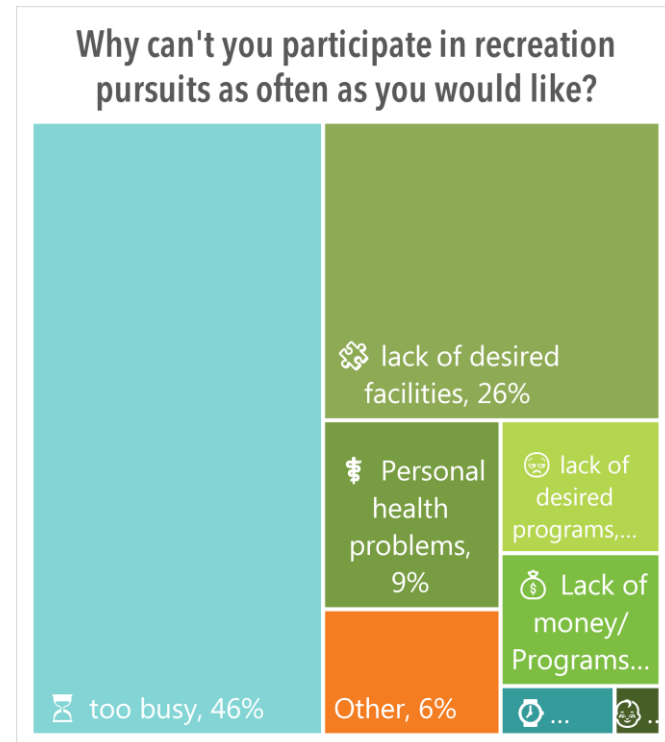 Why can't you participate in recreation
pursuits as often as you would like?
lack of desired
facilities, 26%
Personal
health
problems,
9%
lack of
desired
programs,...
Lack of
money/
Programs...
too busy, 46%
Other, 6%
...
..